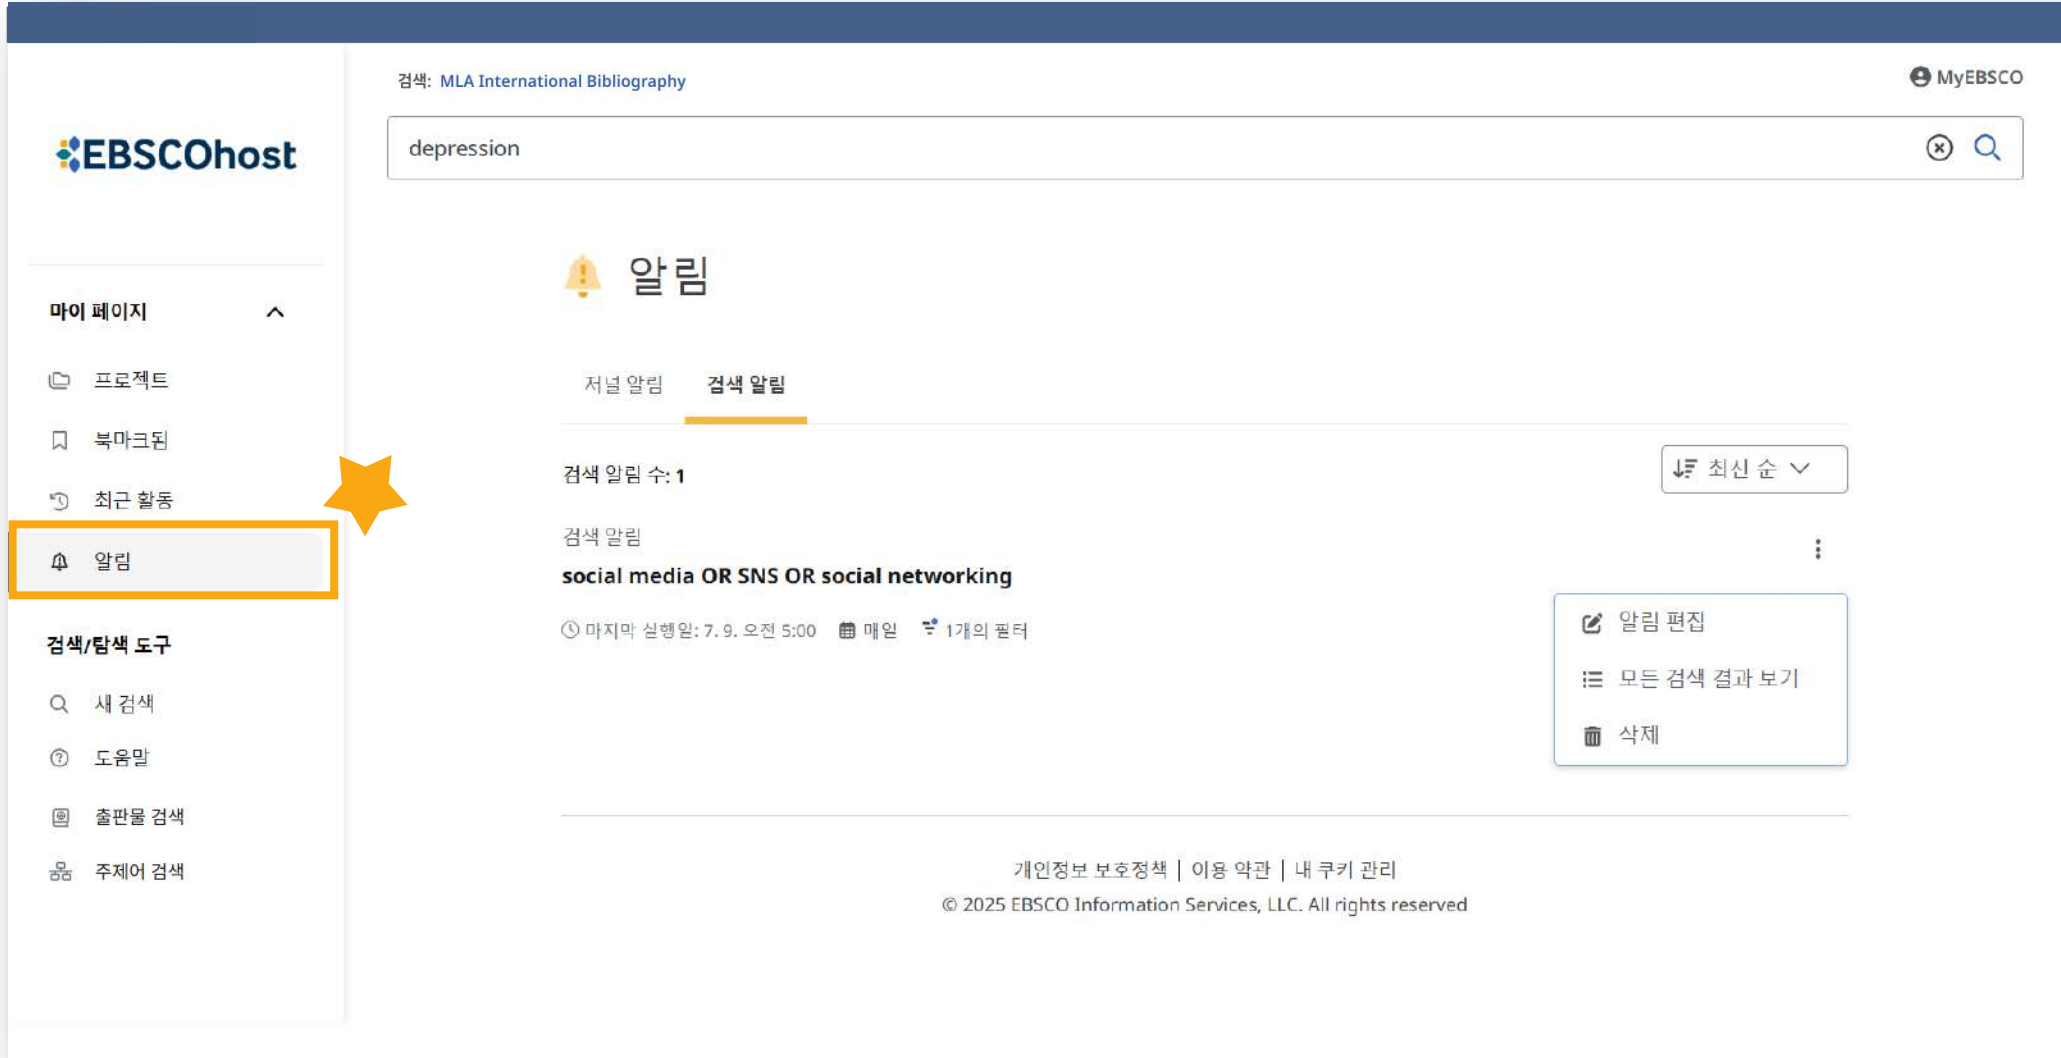 검색: MLA International Bibliography
MyEBSCO
EBSCOhost
depression
알림
마이 페이지
프로젝트
북마크됨
최근 활동
알림
검색/탐색 도구
새 검색
도움말
출판물 검색
주제어 검색
저널 알림 검색 알림
검색 알림 수: 1
최신 순
검색 알림
social media OR SNS OR social networking
마지막 실행일: 7. 9. 오전 5:00 매일 1개의 필터
알림 편집
모든 검색 결과 보기
삭제
개인정보 보호정책 | 이용 약관 | 내 쿠키 관리
© 2025 EBSCO Information Services, LLC. All rights reserved